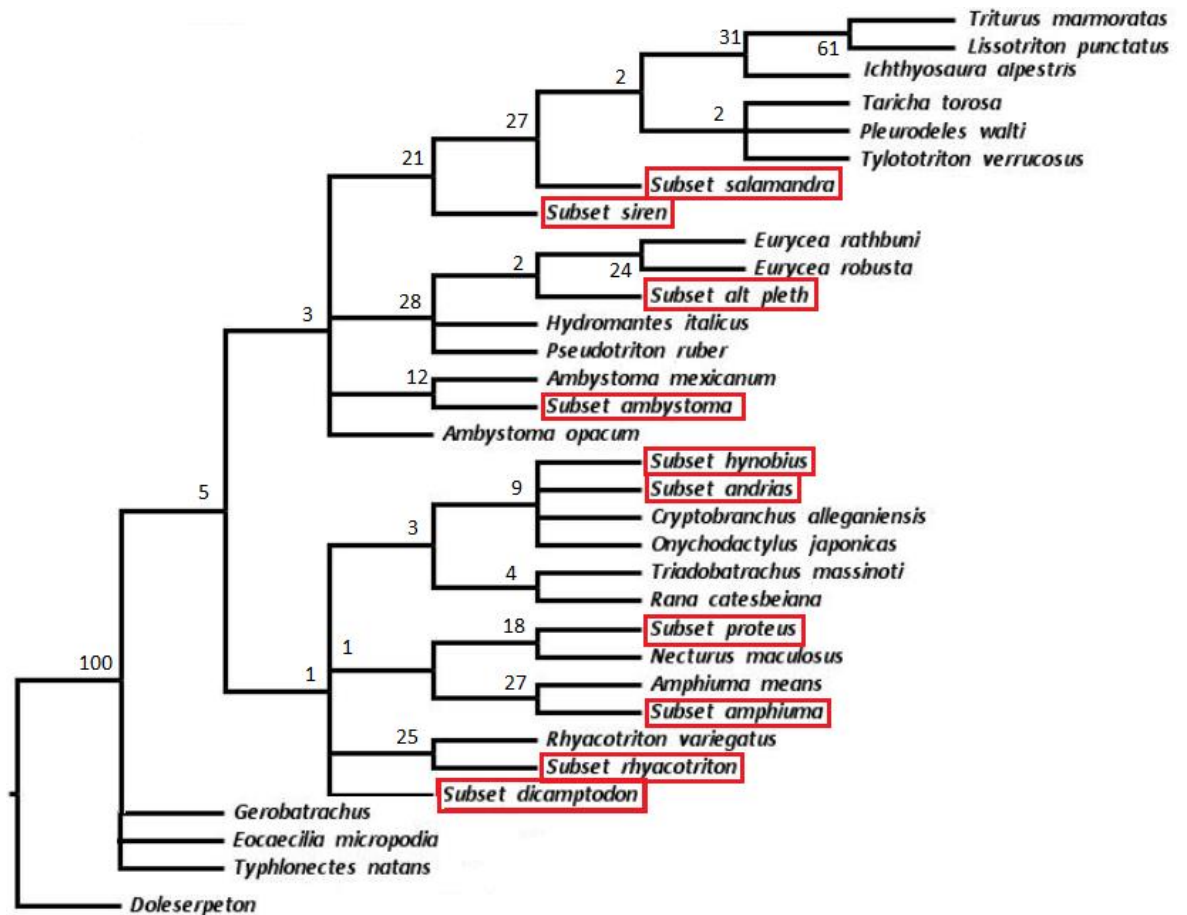 Triturus marmoratas
31
61
Lissotriton punctatus
Ichthyosaura alpestris
2
Taricha torosa
2
Pleurodeles walti
27
Tylototriton verrucosus
21
Subset salamandra
Subset siren
Eurycea rathbuni
2
24
Eurycea robusta
Subset alt pleth
28
3
Hydromantes italicus
Pseudotriton ruber
12
Ambystoma mexicanum
Subset ambystoma
Ambystoma opacum
Subset hynobius
9
Subset andrias
5
Cryptobranchus alleganiensis
3
Onychodactylus japonicas
4
Triadobatrachus massinoti
Rana catesbeiana
18
Subset proteus
1
Necturus maculosus
100
1
27
Amphiuma means
Subset amphiuma
25
Rhyacotriton variegatus
Subset rhyacotriton
Subset dicamptodon
Gerobatrachus
Eocaecilia micropodia
Typhlonectes natans
Doleserpeton